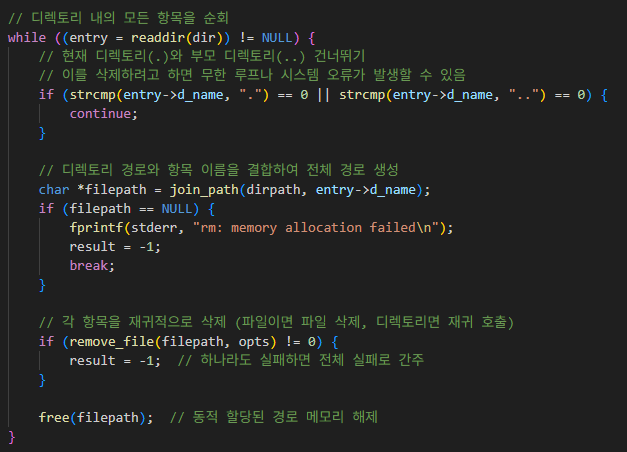 // 디렉토리 내의 모든 항목을 순회
while ((entry = readdir(dir)) != NULL) {
    // 현재 디렉토리(.)와 부모 디렉토리(..) 건너뛰기
    // 이를 삭제하려고 하면 무한 루프나 시스템 오류가 발생할 수 있음
    if (strcmp(entry->d_name, ".") == 0 || strcmp(entry->d_name, "..") == 0) {
        continue;
    }

    // 디렉토리 경로와 항목 이름을 결합하여 전체 경로 생성
    char *filepath = join_path(dirpath, entry->d_name);
    if (filepath == NULL) {
        fprintf(stderr, "rm: memory allocation failed\n");
        result = -1;
        break;
    }

    // 각 항목을 재귀적으로 삭제 (파일이면 파일 삭제, 디렉토리면 재귀 호출)
    if (remove_file(filepath, opts) != 0) {
        result = -1;  // 하나라도 실패하면 전체 실패로 간주
    }

    free(filepath);  // 동적 할당된 경로 메모리 해제
}